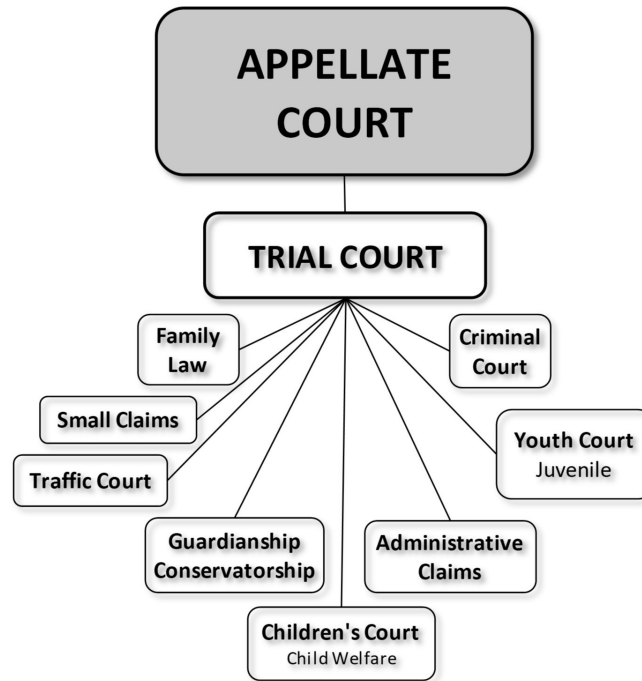 APPELLATE
COURT
TRIAL COURT
Family
Law
Criminal
Court
Small Claims
Youth Court
Juvenile
Traffic Court
Guardianship
Conservatorship
Administrative
Claims
Children's Court
Child Welfare